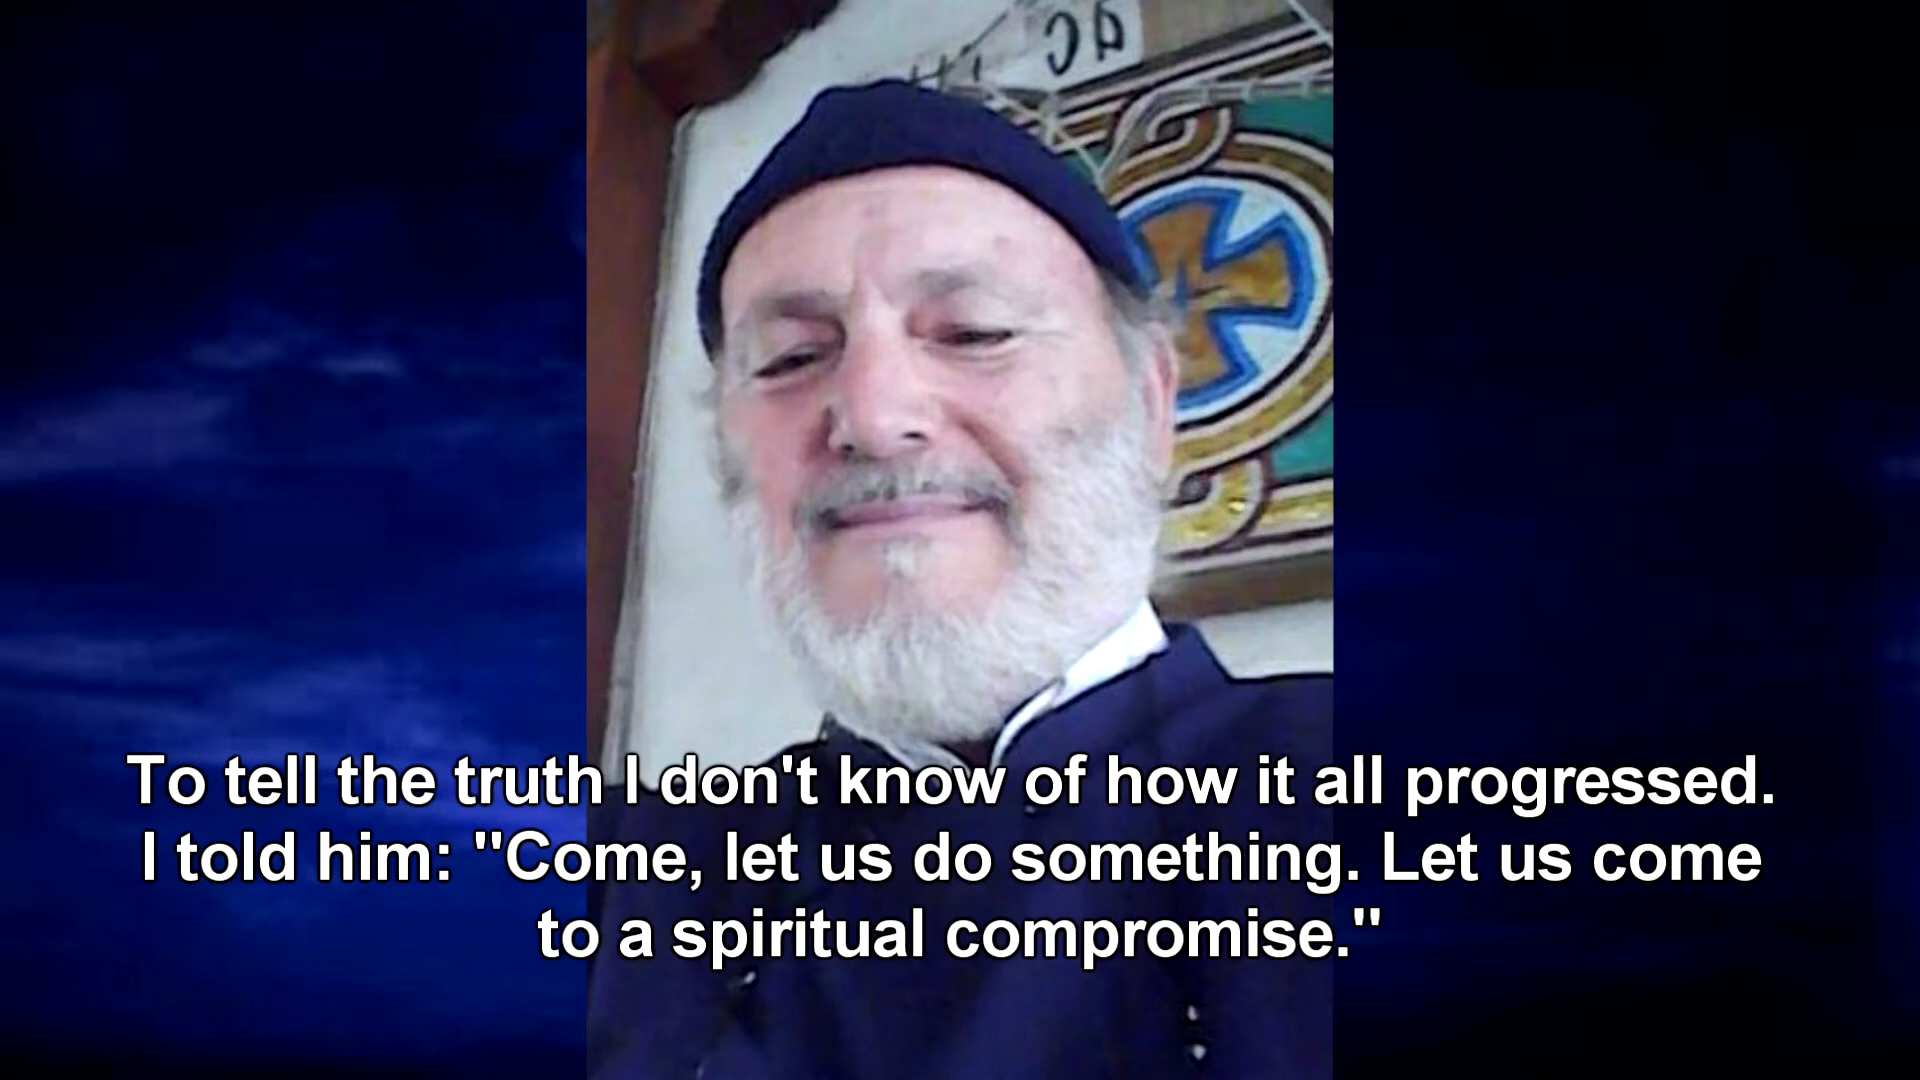 To tell the truth I don't know of how it all progressed.
I told him: "Come, let us do something. Let us come
to a spiritual compromise."